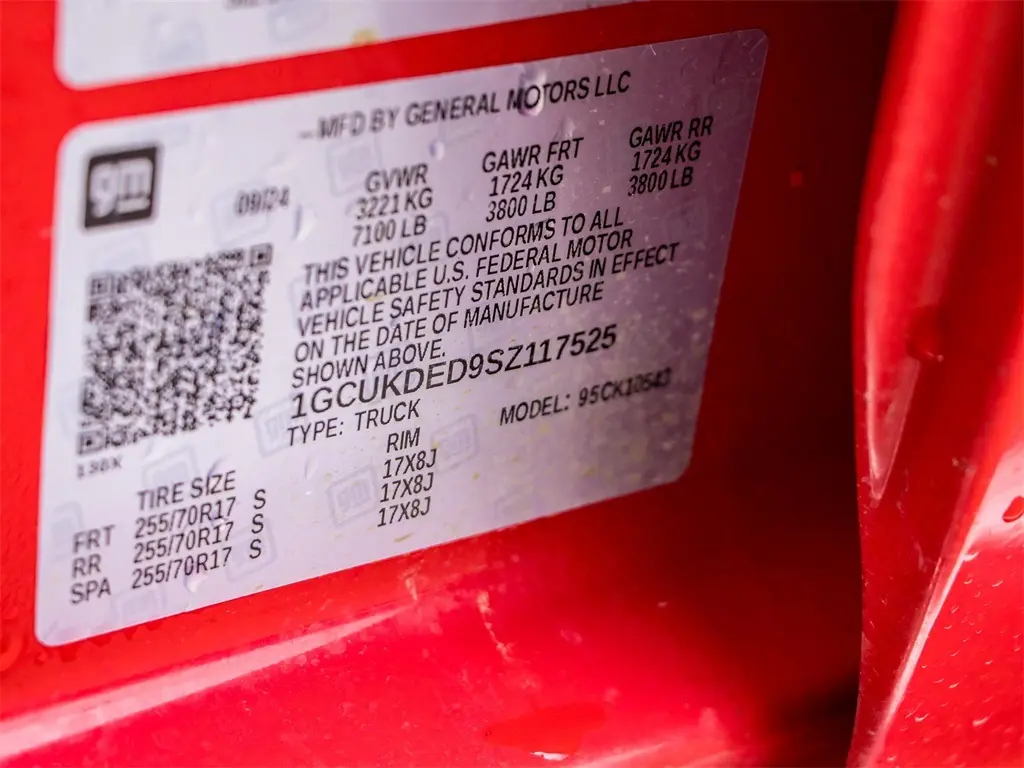 MFD BY GENERAL MOTORS LLC
gm
09/24
GVWR GAWR FRT GAWR RR
3221 KG 1724 KG 1724 KG
7100 LB 3800 LB 3800 LB
THIS VEHICLE CONFORMS TO ALL
APPLICABLE U.S. FEDERAL MOTOR
VEHICLE SAFETY STANDARDS IN EFFECT
ON THE DATE OF MANUFACTURE
SHOWN ABOVE.
1GCUKDED9SZ117525
TYPE: TRUCK MODEL: 95CK10543
TIRE SIZE RIM
FRT 255/70R17 S 17X8J
RR 255/70R17 S 17X8J
SPA 255/70R17 S 17X8J